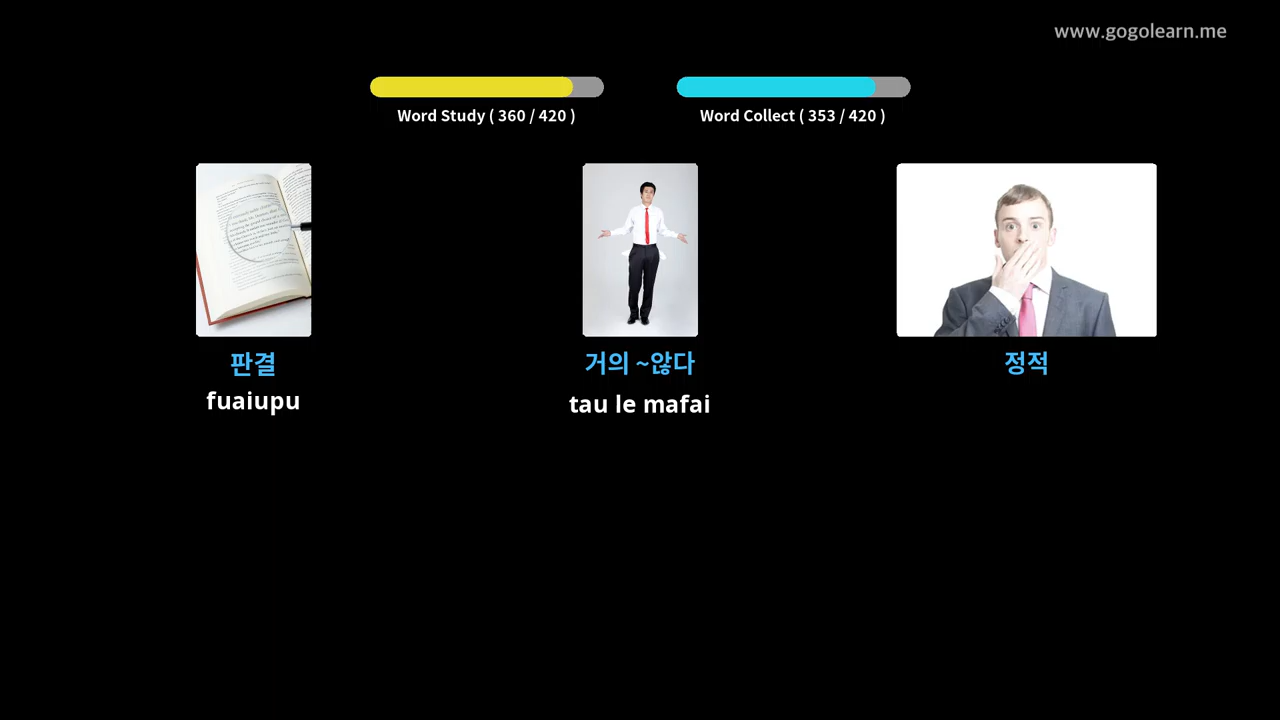 www.gogolearn.me
Word Study ( 360 / 420 )
Word Collect ( 353 / 420 )
판결
거의 ~않다
정적
fuaiupu
tau le mafai